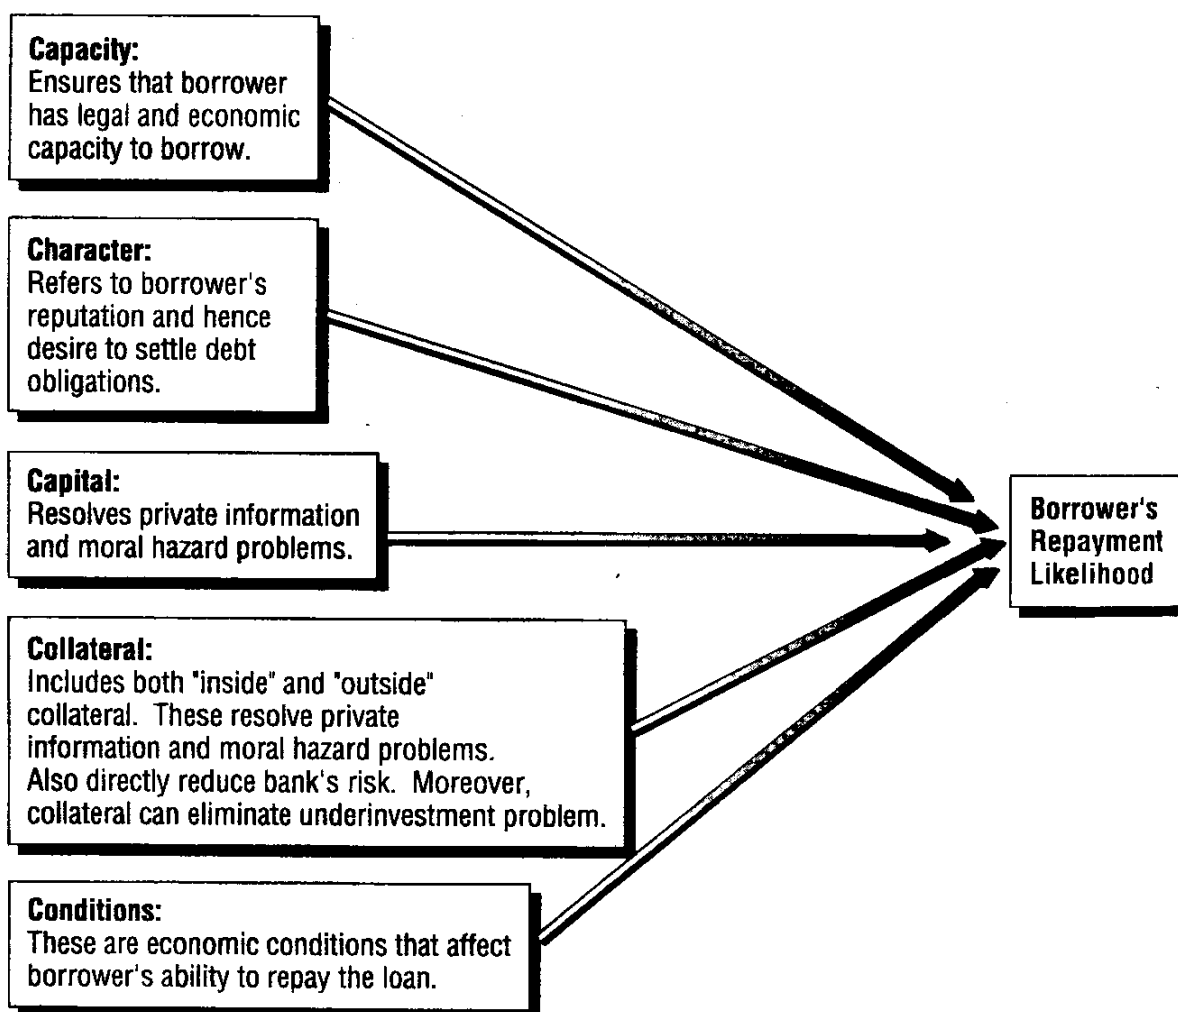 Capacity:
Ensures that borrower
has legal and economic
capacity to borrow.
Character:
Refers to borrower's
reputation and hence
desire to settle debt
obligations.
Capital:
Resolves private information
and moral hazard problems.
Collateral:
Includes both "inside" and "outside"
collateral. These resolve private
information and moral hazard problems.
Also directly reduce bank's risk. Moreover,
collateral can eliminate underinvestment problem.
Conditions:
These are economic conditions that affect
borrower's ability to repay the loan.
Borrower's
Repayment
Likelihood